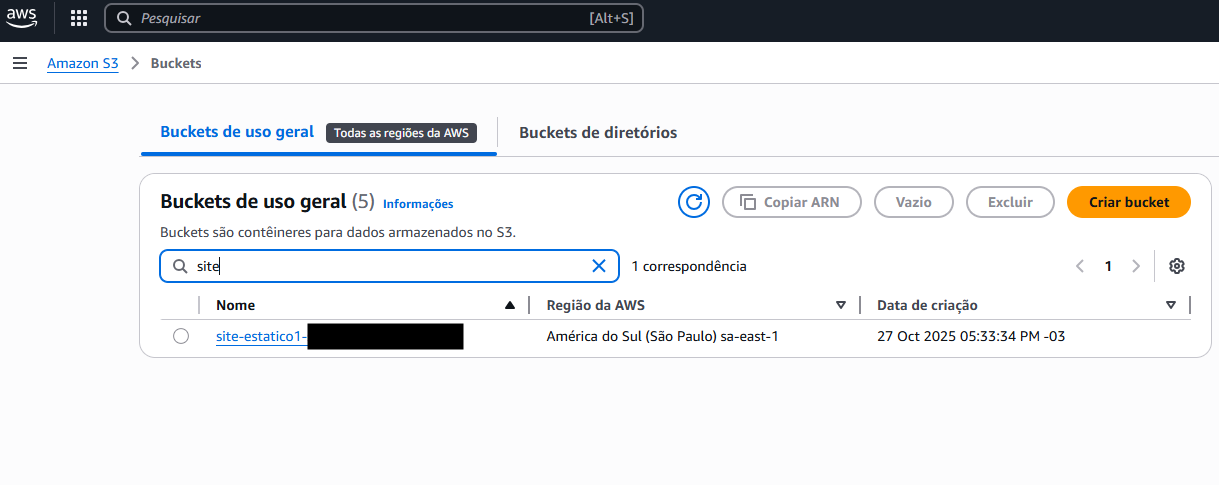 aws
Pesquisar [Alt+S]
Amazon S3 Buckets
Buckets de uso geral Todas as regiões da AWS Buckets de diretórios
Buckets de uso geral (5) Informações Copiar ARN Vazio Excluir Criar bucket
Buckets são contêineres para dados armazenados no S3.
site 1 correspondência 1
Nome Região da AWS Data de criação
site-estatico1- América do Sul (São Paulo) sa-east-1 27 Oct 2025 05:33:34 PM -03